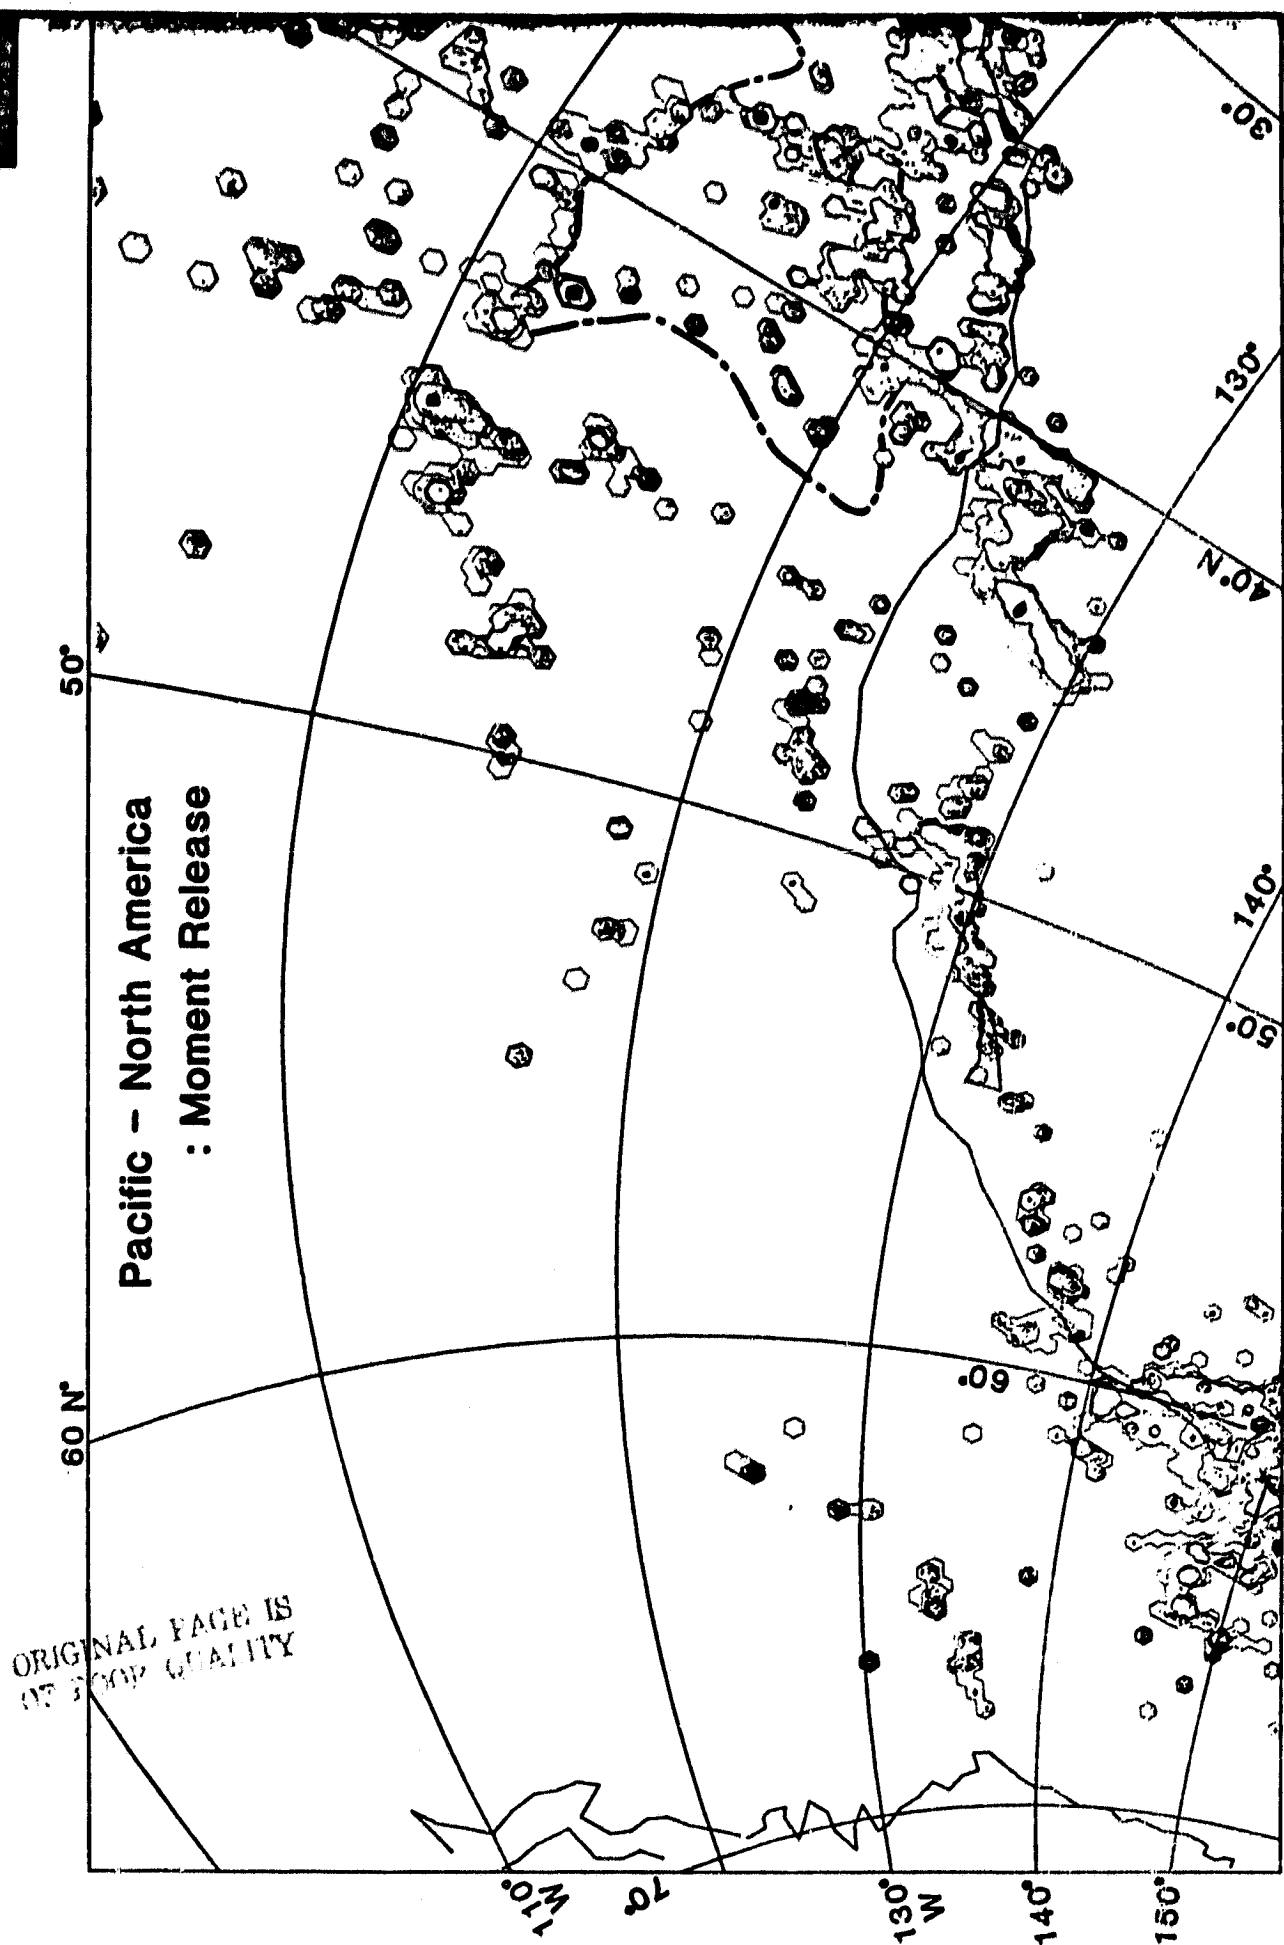 Pacific – North America
: Moment Release
60 N°
50°
30°
130°
40°N
140°
50°
60°
110°
W
70°
130°
W
140°
150°
ORIGINAL PAGE IS
OF POOR QUALITY